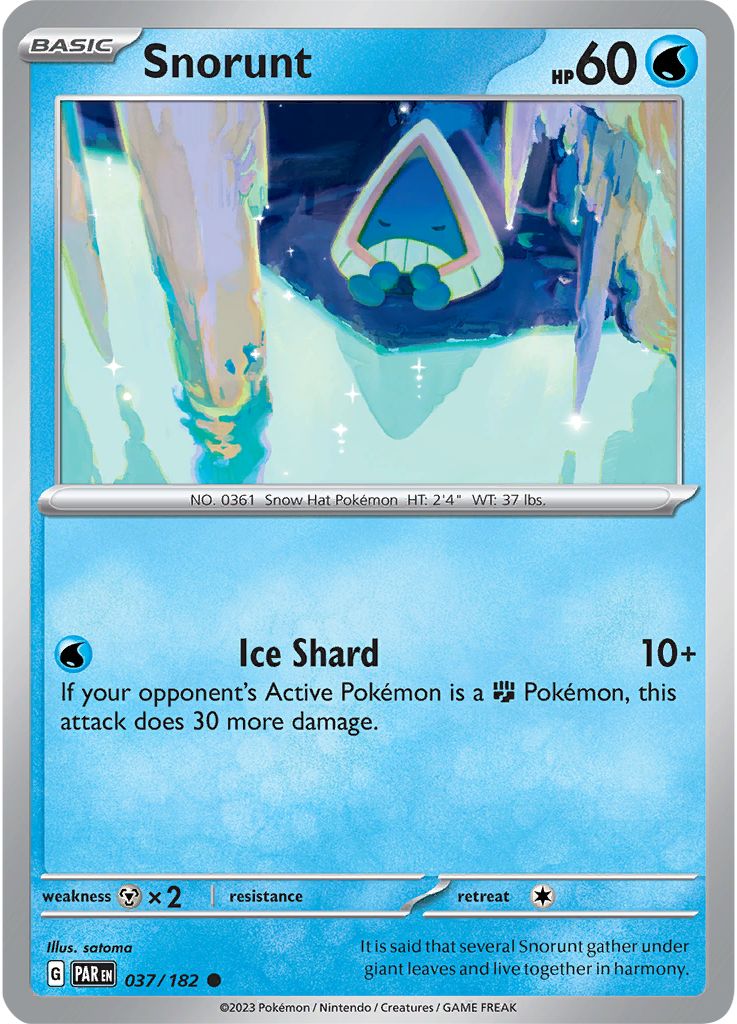 BASIC
Snorunt
HP 60
NO. 0361 Snow Hat Pokémon HT: 2'4" WT: 37 lbs.
Ice Shard 10+
If your opponent's Active Pokémon is a Pokémon, this
attack does 30 more damage.
weakness ×2 resistance retreat
Illus. satoma
It is said that several Snorunt gather under
giant leaves and live together in harmony.
G PAR EN 037/182
©2023 Pokémon / Nintendo / Creatures / GAME FREAK